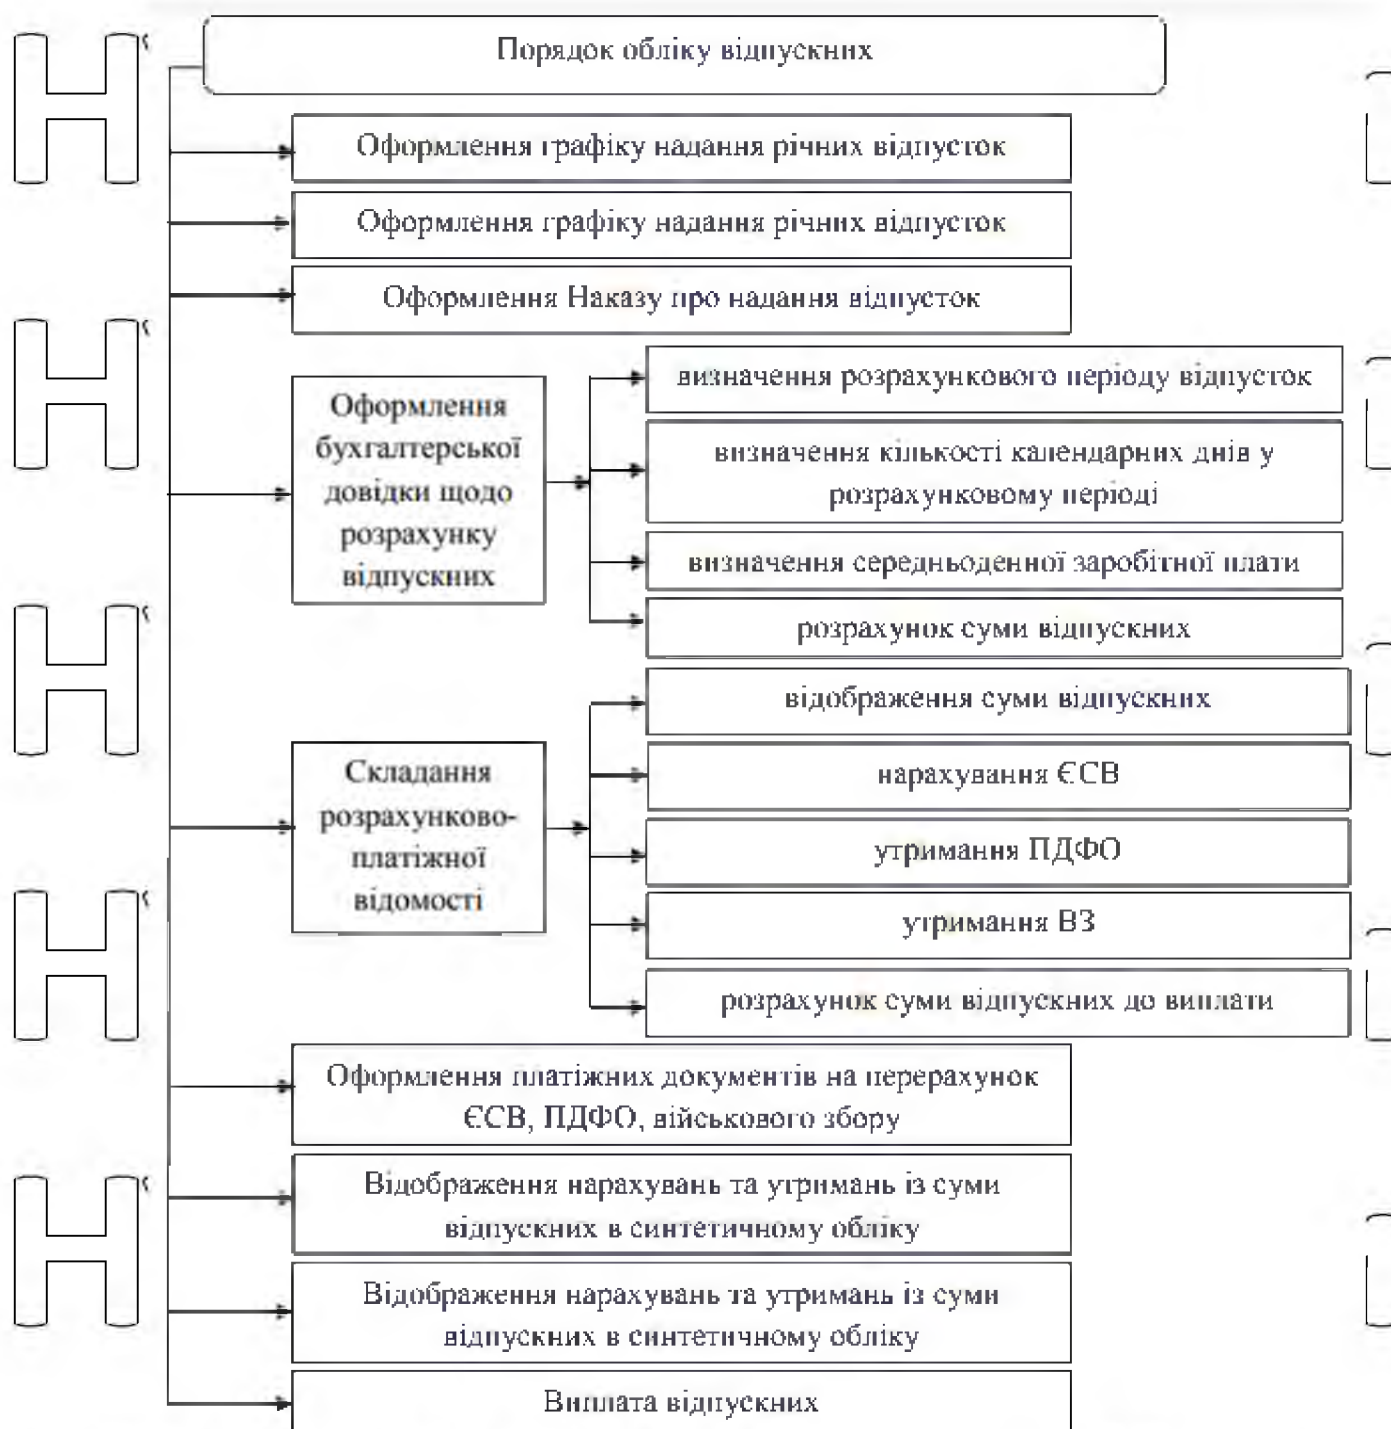 Порядок обліку відпускних
Оформлення графіку надання річних відпусток
Оформлення графіку надання річних відпусток
Оформлення Наказу про надання відпусток
Оформлення
бухгалтерської
довідки щодо
розрахунку
відпускних
визначення розрахункового періоду відпусток
визначення кількості календарних днів у
розрахунковому періоді
визначення середньоденної заробітної плати
розрахунок суми відпускних
Складання
розрахунково-
платіжної
відомості
відображення суми відпускних
нарахування ЄСВ
утримання ПДФО
утримання ВЗ
розрахунок суми відпускних до виплати
Оформлення платіжних документів на перерахунок
ЄСВ, ПДФО, військового збору
Відображення нарахувань та утримань із суми
відпускних в синтетичному обліку
Відображення нарахувань та утримань із суми
відпускних в синтетичному обліку
Виплата відпускних
Н
Н
Н
Н
Н